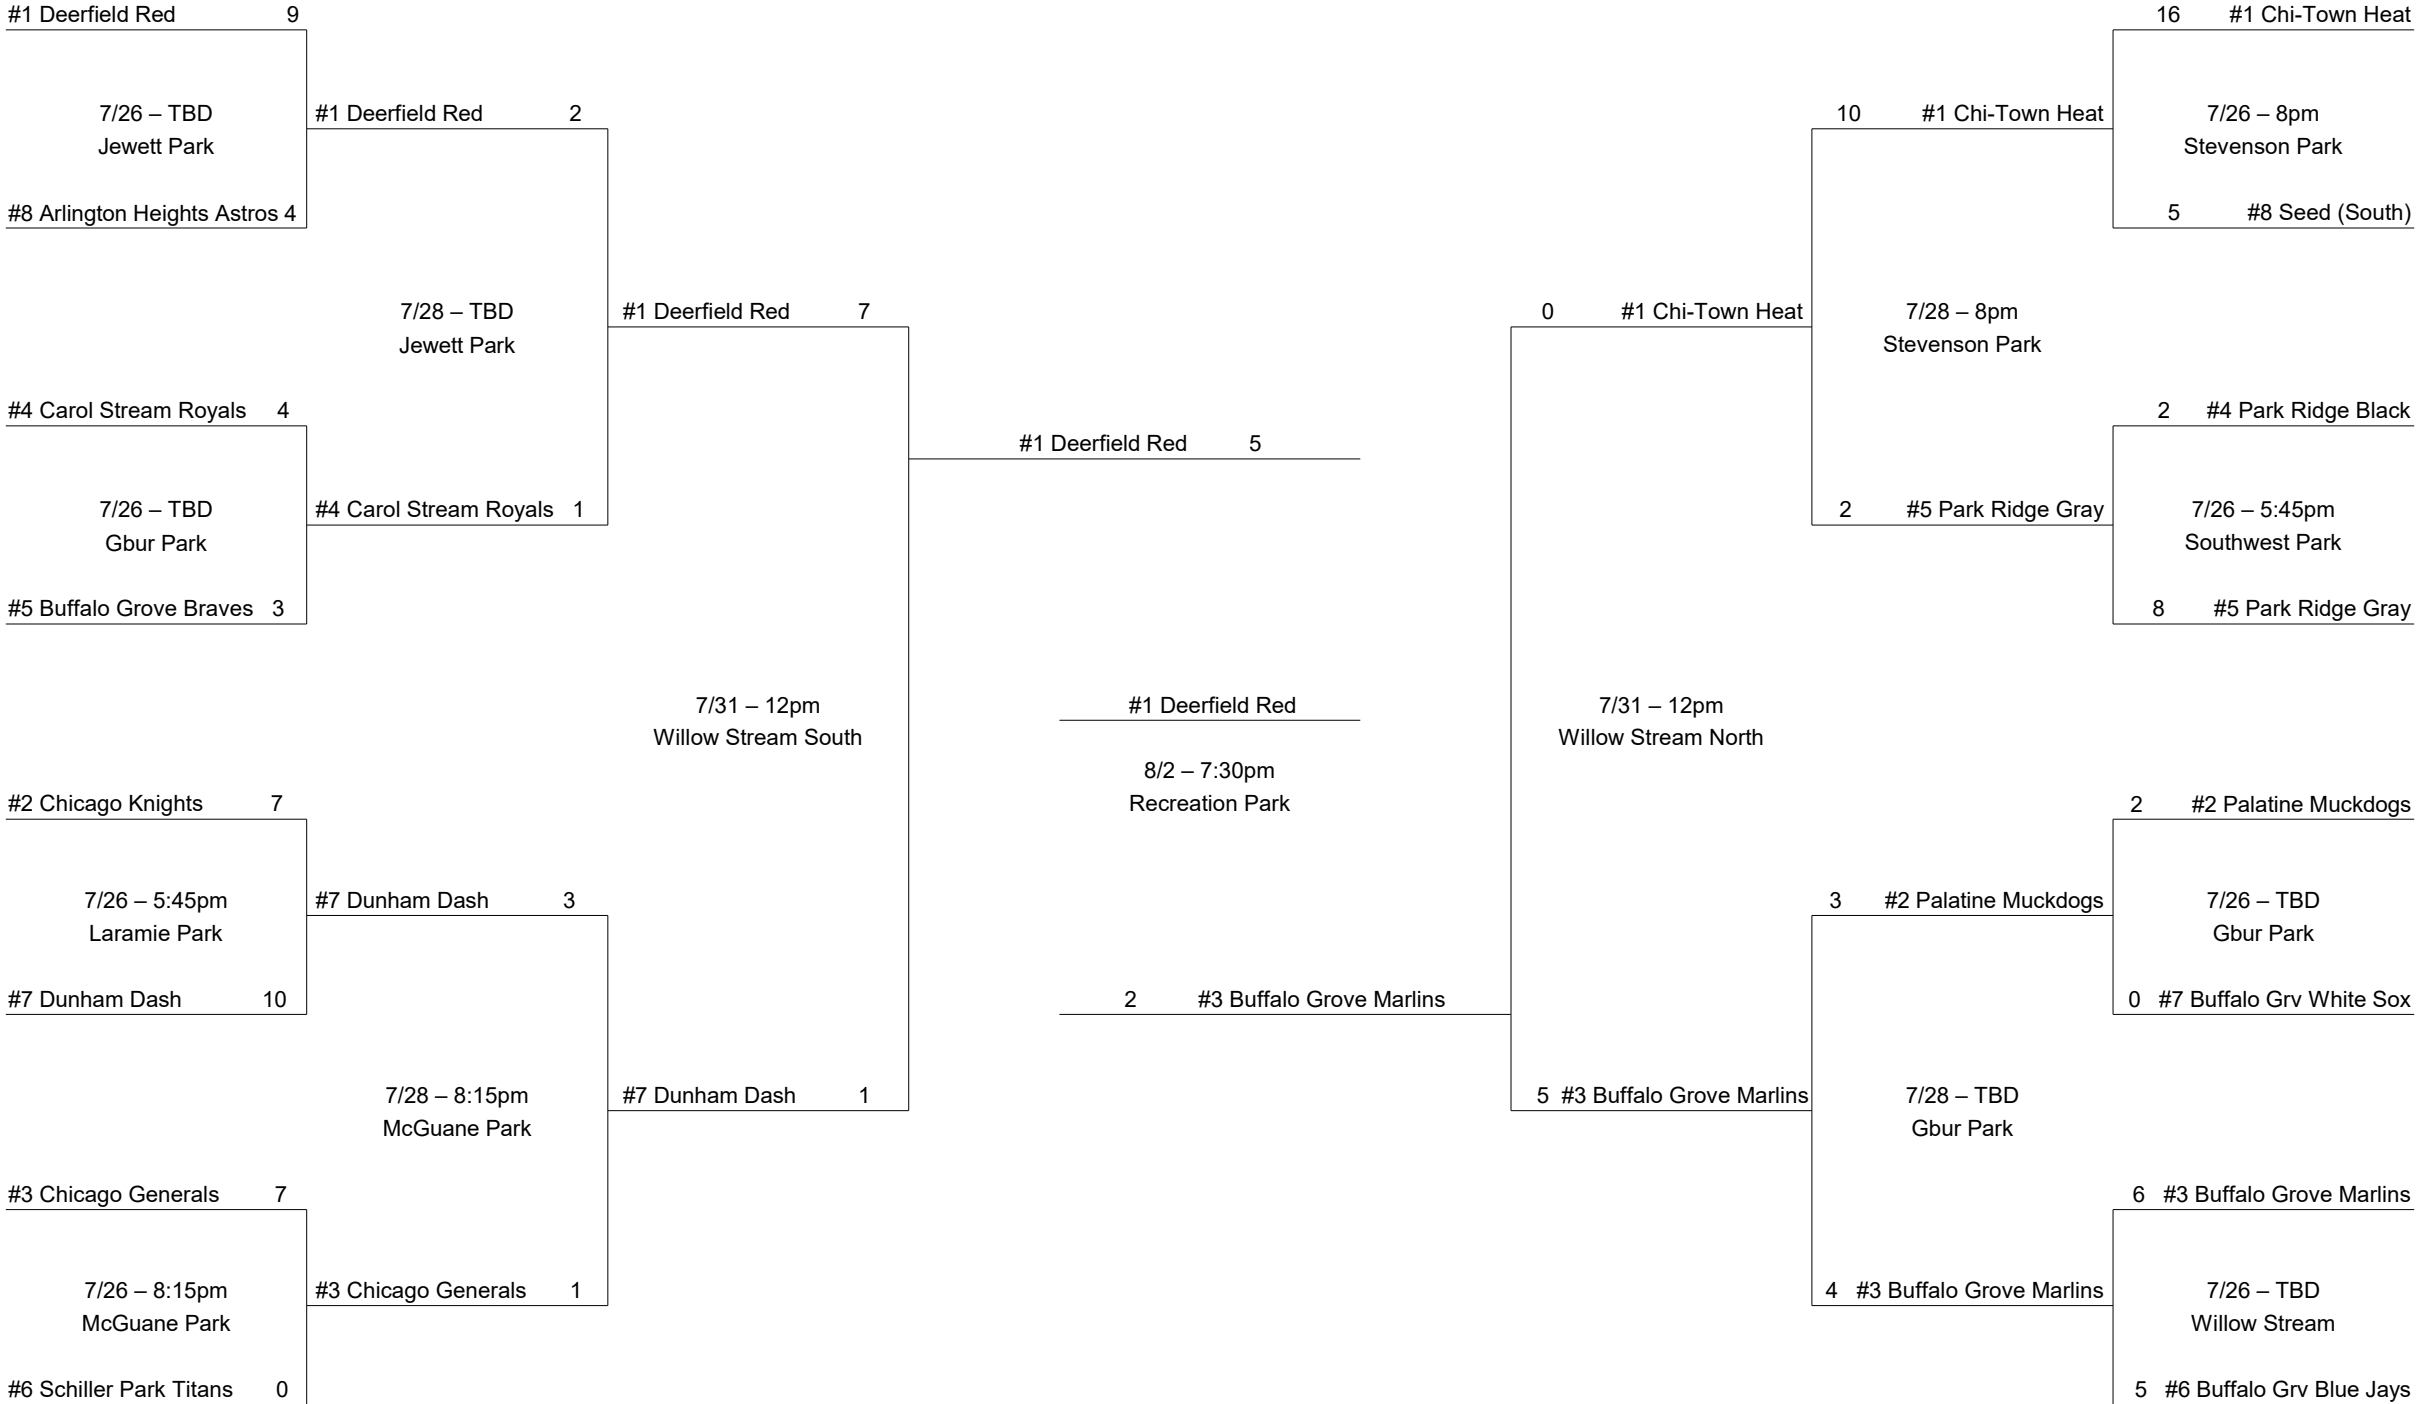 #1 Deerfield Red 9
16 #1 Chi-Town Heat
7/26 – TBD
Jewett Park
#1 Deerfield Red 2
10 #1 Chi-Town Heat
7/26 – 8pm
Stevenson Park
#8 Arlington Heights Astros 4
5 #8 Seed (South)
7/28 – TBD
Jewett Park
#1 Deerfield Red 7
0 #1 Chi-Town Heat
7/28 – 8pm
Stevenson Park
#4 Carol Stream Royals 4
2 #4 Park Ridge Black
#1 Deerfield Red 5
7/26 – TBD
Gbur Park
#4 Carol Stream Royals 1
2 #5 Park Ridge Gray
7/26 – 5:45pm
Southwest Park
#5 Buffalo Grove Braves 3
8 #5 Park Ridge Gray
7/31 – 12pm
Willow Stream South
#1 Deerfield Red
7/31 – 12pm
Willow Stream North
8/2 – 7:30pm
Recreation Park
#2 Chicago Knights 7
2 #2 Palatine Muckdogs
7/26 – 5:45pm
Laramie Park
#7 Dunham Dash 3
3 #2 Palatine Muckdogs
7/26 – TBD
Gbur Park
#7 Dunham Dash 10
2 #3 Buffalo Grove Marlins
0 #7 Buffalo Grv White Sox
7/28 – 8:15pm
McGuane Park
#7 Dunham Dash 1
5 #3 Buffalo Grove Marlins
7/28 – TBD
Gbur Park
#3 Chicago Generals 7
6 #3 Buffalo Grove Marlins
7/26 – 8:15pm
McGuane Park
#3 Chicago Generals 1
4 #3 Buffalo Grove Marlins
7/26 – TBD
Willow Stream
#6 Schiller Park Titans 0
5 #6 Buffalo Grv Blue Jays